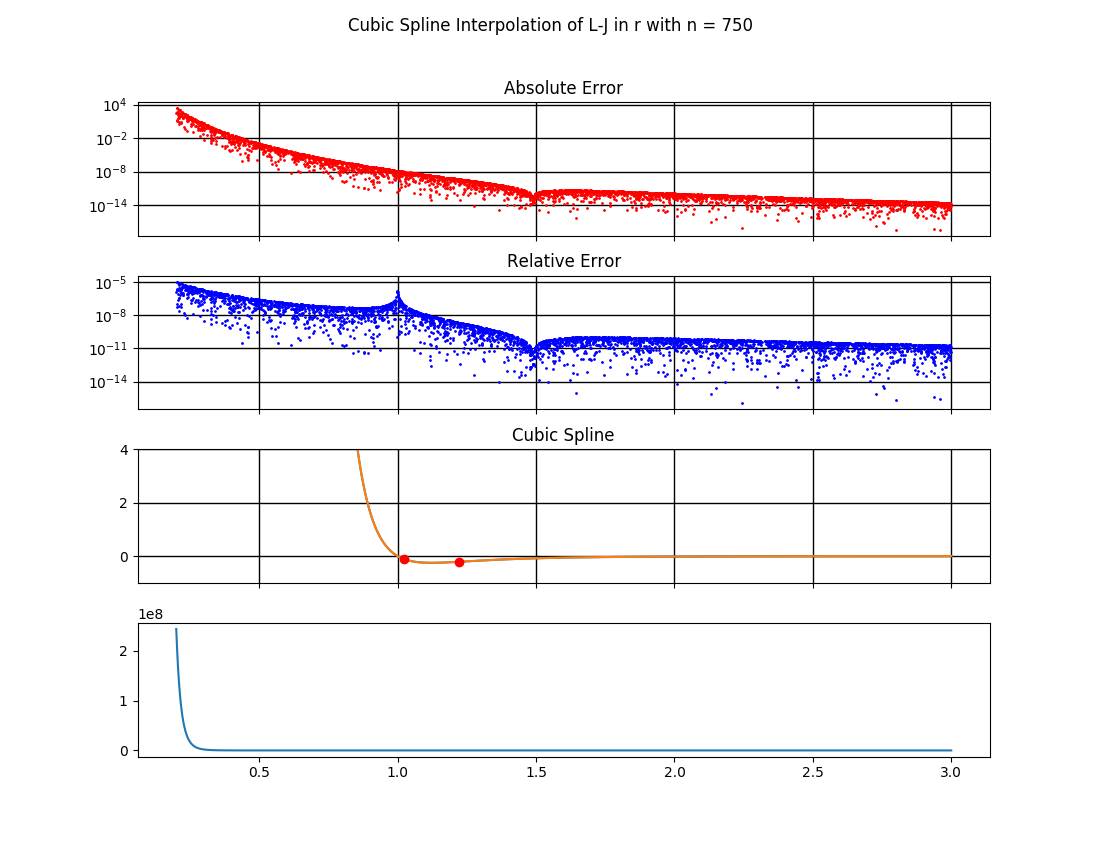 Cubic Spline Interpolation of L-J in r with n = 750
Absolute Error
10^4
10^-2
10^-8
10^-14
Relative Error
10^-5
10^-8
10^-11
10^-14
Cubic Spline
4
2
0
1e8
2
1
0
0.5 1.0 1.5 2.0 2.5 3.0